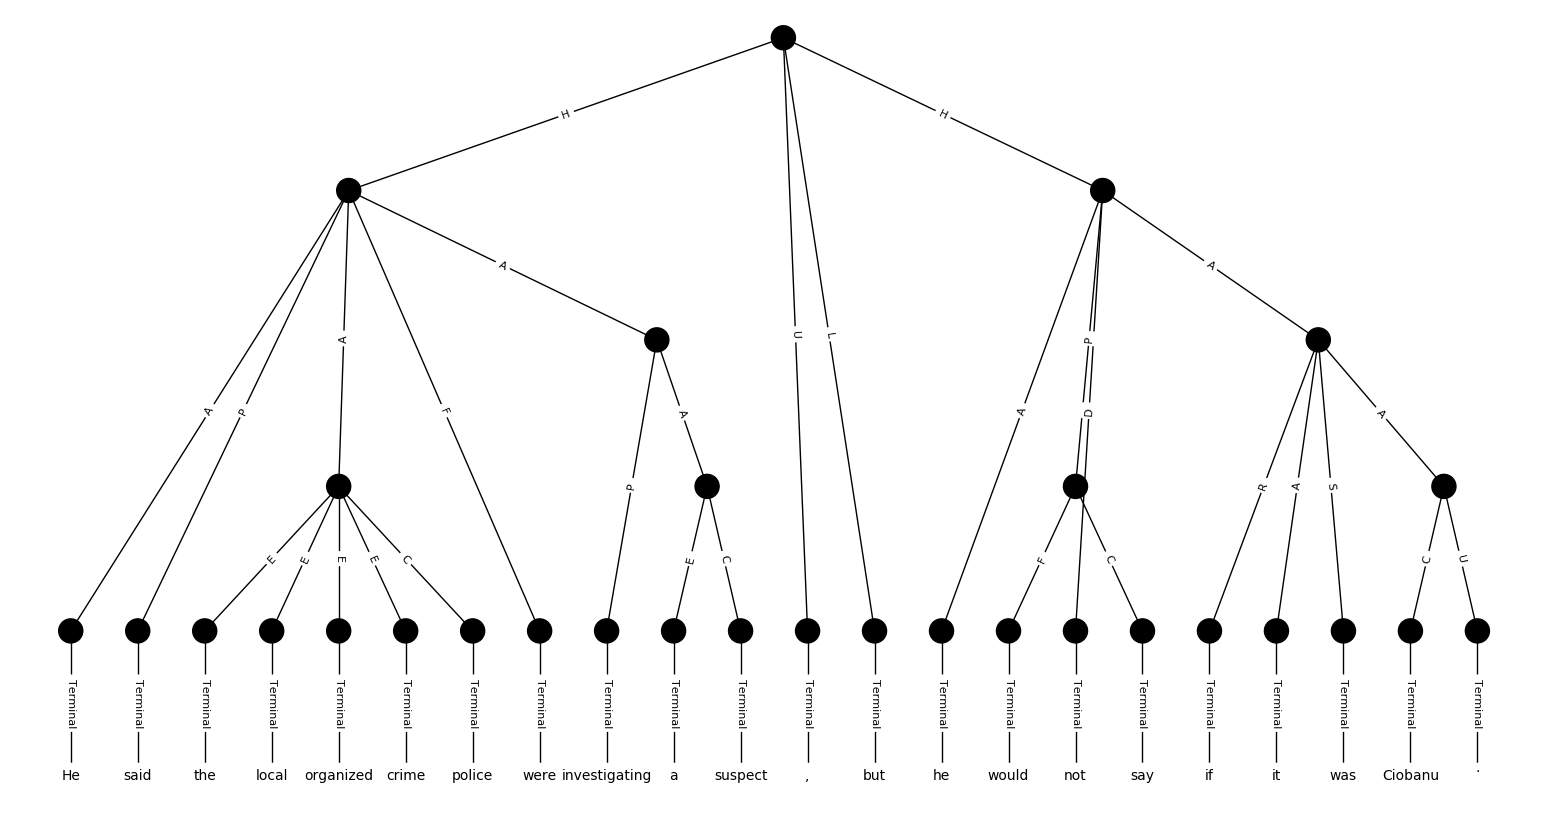 H H
A P A F A U L A P D A
P A R A S A
E E E E C E C F C C U
Terminal Terminal Terminal Terminal Terminal Terminal Terminal Terminal Terminal Terminal Terminal Terminal Terminal Terminal Terminal Terminal Terminal Terminal Terminal Terminal Terminal Terminal
He said the local organized crime police were investigating a suspect , but he would not say if it was Ciobanu .